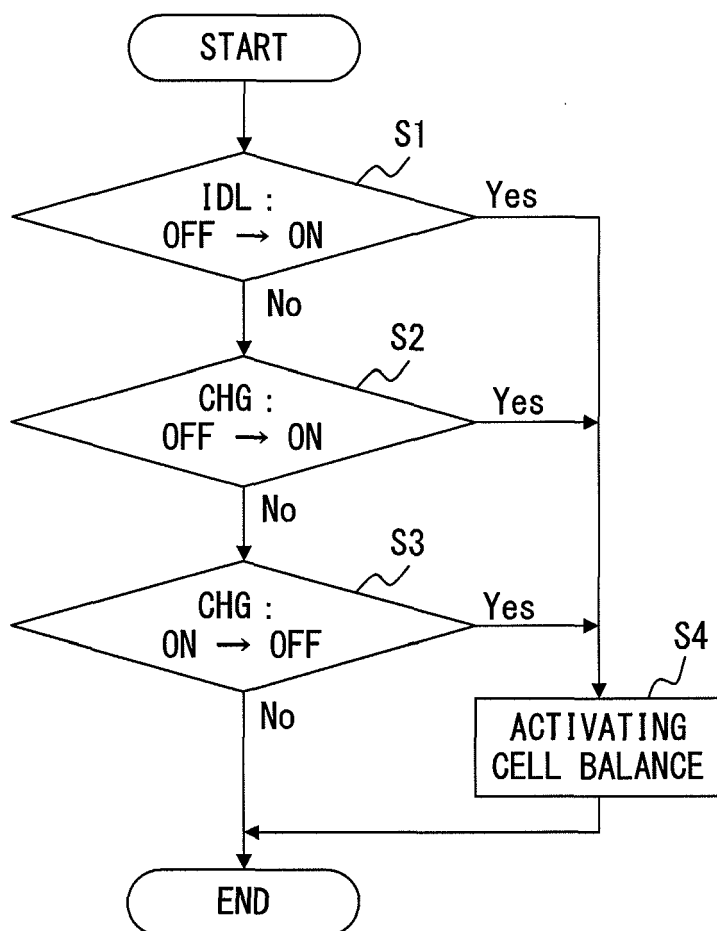 START
S1
IDL :
OFF → ON
Yes
No
S2
CHG :
OFF → ON
Yes
No
S3
CHG :
ON → OFF
Yes
No
S4
ACTIVATING
CELL BALANCE
END